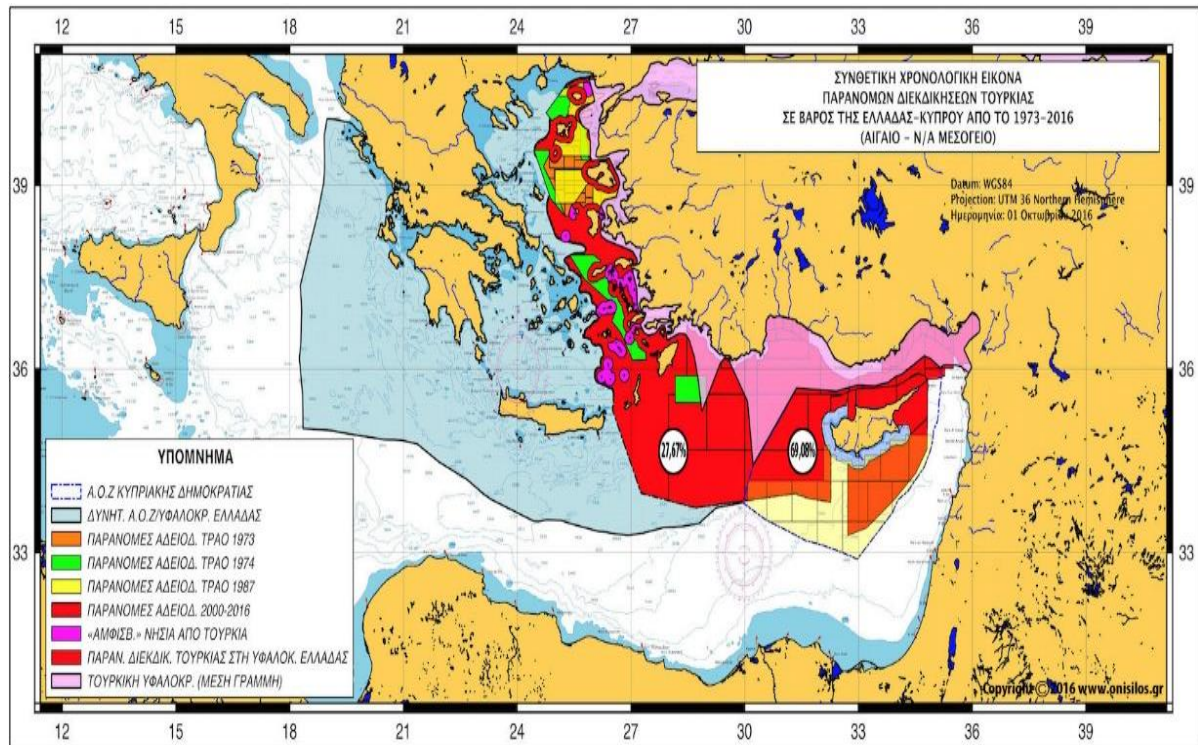 12 15 18 21 24 27 30 33 36 39
ΣΥΝΘΕΤΙΚΗ ΧΡΟΝΟΛΟΓΙΚΗ ΕΙΚΟΝΑ
ΠΑΡΑΝΟΜΩΝ ΔΙΕΚΔΙΚΗΣΕΩΝ ΤΟΥΡΚΙΑΣ
ΣΕ ΒΑΡΟΣ ΤΗΣ ΕΛΛΑΔΑΣ-ΚΥΠΡΟΥ ΑΠΟ ΤΟ 1973-2016
(ΑΙΓΑΙΟ – Ν/Α ΜΕΣΟΓΕΙΟ)
Datum: WGS84
Projection: UTM 36 Northern Hemisphere
Ημερομηνία: 01 Οκτωβρίου 2016
39 39
36 36
27,67% 69,08%
33 33
ΥΠΟΜΝΗΜΑ
Α.Ο.Ζ ΚΥΠΡΙΑΚΗΣ ΔΗΜΟΚΡΑΤΙΑΣ
ΔΥΝΗΤ. Α.Ο.Ζ/ΥΦΑΛΟΚΡ. ΕΛΛΑΔΑΣ
ΠΑΡΑΝΟΜΕΣ ΑΔΕΙΟΔ. ΤΡΑΟ 1973
ΠΑΡΑΝΟΜΕΣ ΑΔΕΙΟΔ. ΤΡΑΟ 1974
ΠΑΡΑΝΟΜΕΣ ΑΔΕΙΟΔ. ΤΡΑΟ 1987
ΠΑΡΑΝΟΜΕΣ ΑΔΕΙΟΔ. 2000-2016
«ΑΜΦΙΣΒ.» ΝΗΣΙΑ ΑΠΟ ΤΟΥΡΚΙΑ
ΠΑΡΑΝ. ΔΙΕΚΔΙΚ. ΤΟΥΡΚΙΑΣ ΣΤΗ ΥΦΑΛΟΚ. ΕΛΛΑΔΑΣ
ΤΟΥΡΚΙΚΗ ΥΦΑΛΟΚΡ. (ΜΕΣΗ ΓΡΑΜΜΗ)
Copyright © 2016 www.onisilos.gr
12 15 18 21 24 27 30 33 36 39